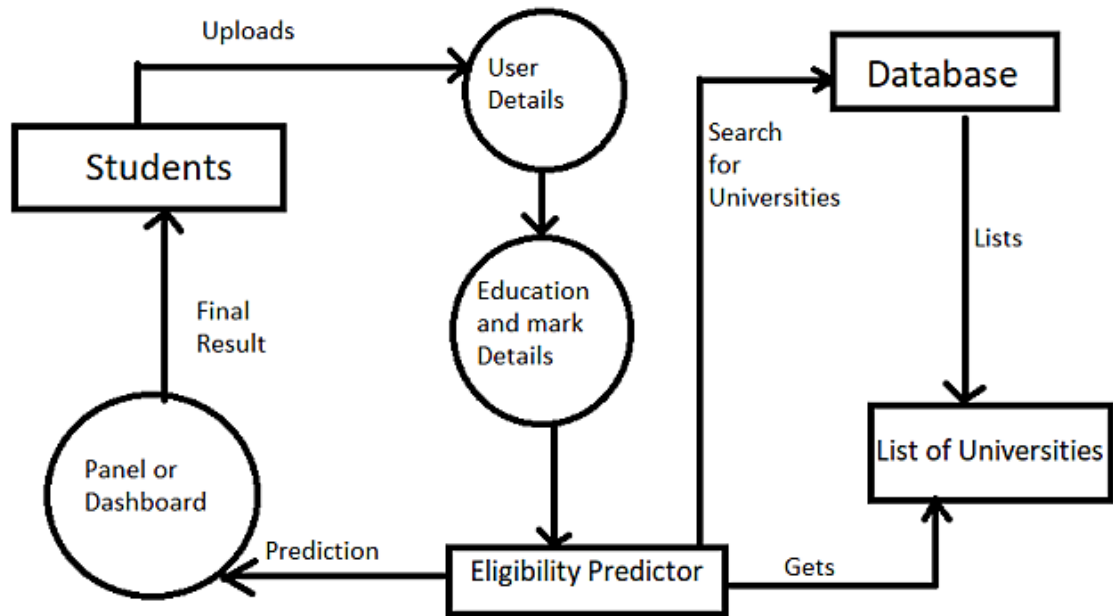 Uploads
User
Details
Database
Students
Search
for
Universities
Lists
Education
and mark
Details
Final
Result
List of Universities
Panel or
Dashboard
Prediction
Eligibility Predictor
Gets